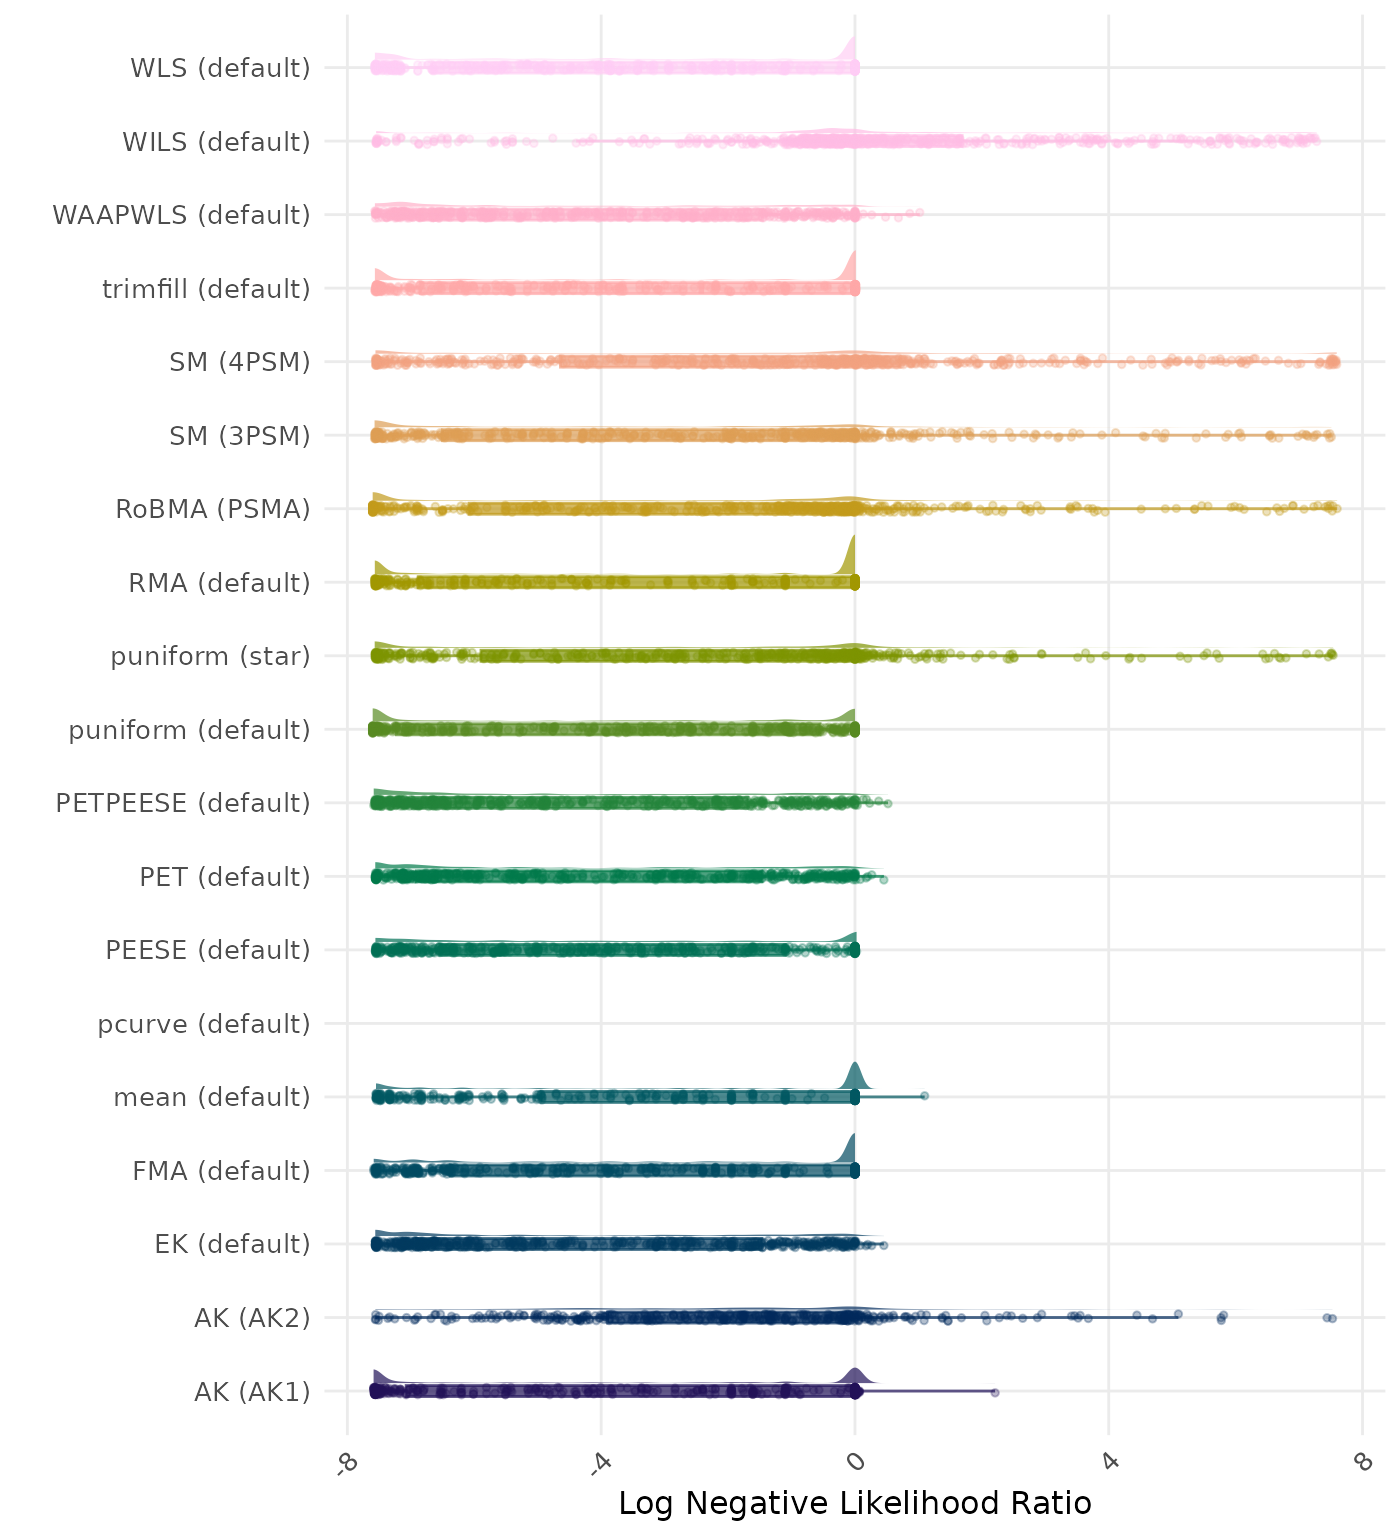 WLS (default)
WILS (default)
WAAPWLS (default)
trimfill (default)
SM (4PSM)
SM (3PSM)
RoBMA (PSMA)
RMA (default)
puniform (star)
puniform (default)
PETPEESE (default)
PET (default)
PEESE (default)
pcurve (default)
mean (default)
FMA (default)
EK (default)
AK (AK2)
AK (AK1)
-8 -4 0 4 8
Log Negative Likelihood Ratio